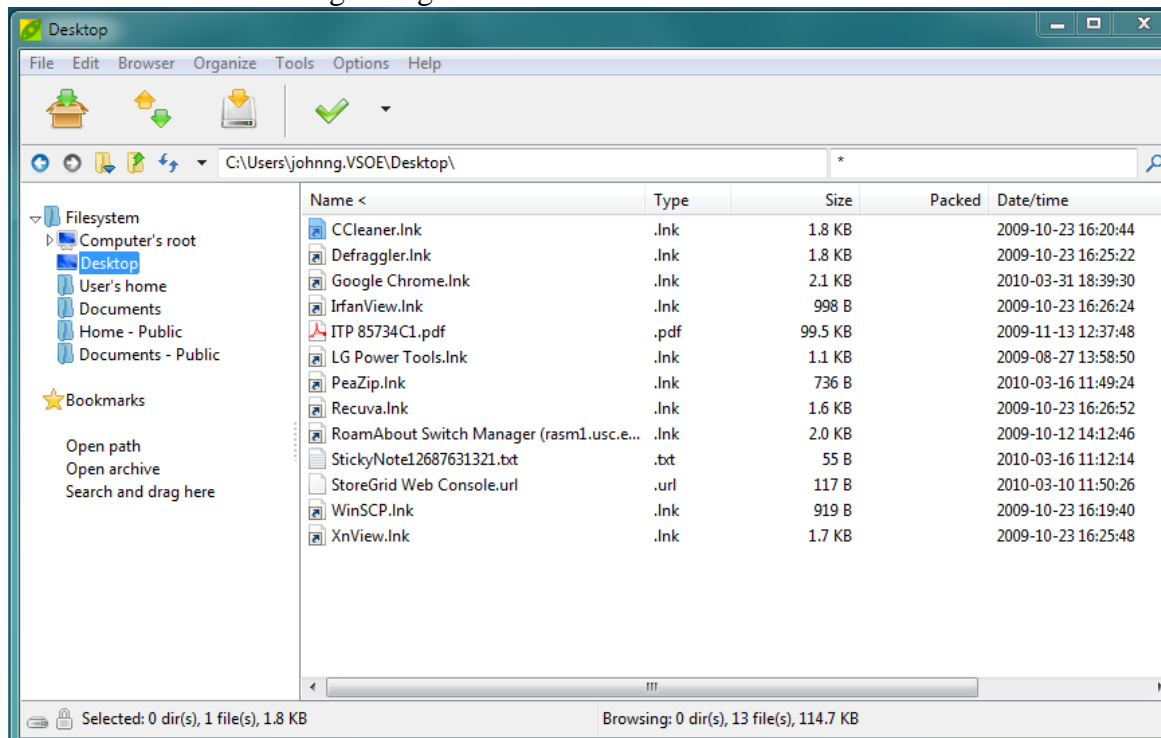 Desktop
File Edit Browser Organize Tools Options Help
C:\Users\johnng.VSOE\Desktop\ *
Name < Type Size Packed Date/time
Filesystem
Computer's root
Desktop
User's home
Documents
Home - Public
Documents - Public
Bookmarks
Open path
Open archive
Search and drag here
CCleaner.lnk .lnk 1.8 KB 2009-10-23 16:20:44
Defraggler.lnk .lnk 1.8 KB 2009-10-23 16:25:22
Google Chrome.lnk .lnk 2.1 KB 2010-03-31 18:39:30
IrfanView.lnk .lnk 998 B 2009-10-23 16:26:24
ITP 85734C1.pdf .pdf 99.5 KB 2009-11-13 12:37:48
LG Power Tools.lnk .lnk 1.1 KB 2009-08-27 13:58:50
PeaZip.lnk .lnk 736 B 2010-03-16 11:49:24
Recuva.lnk .lnk 1.6 KB 2009-10-23 16:26:52
RoamAbout Switch Manager (rasm1.usc.e... .lnk 2.0 KB 2009-10-12 14:12:46
StickyNote12687631321.txt .txt 55 B 2010-03-16 11:12:14
StoreGrid Web Console.url .url 117 B 2010-03-10 11:50:26
WinSCP.lnk .lnk 919 B 2009-10-23 16:19:40
XnView.lnk .lnk 1.7 KB 2009-10-23 16:25:48
Selected: 0 dir(s), 1 file(s), 1.8 KB Browsing: 0 dir(s), 13 file(s), 114.7 KB